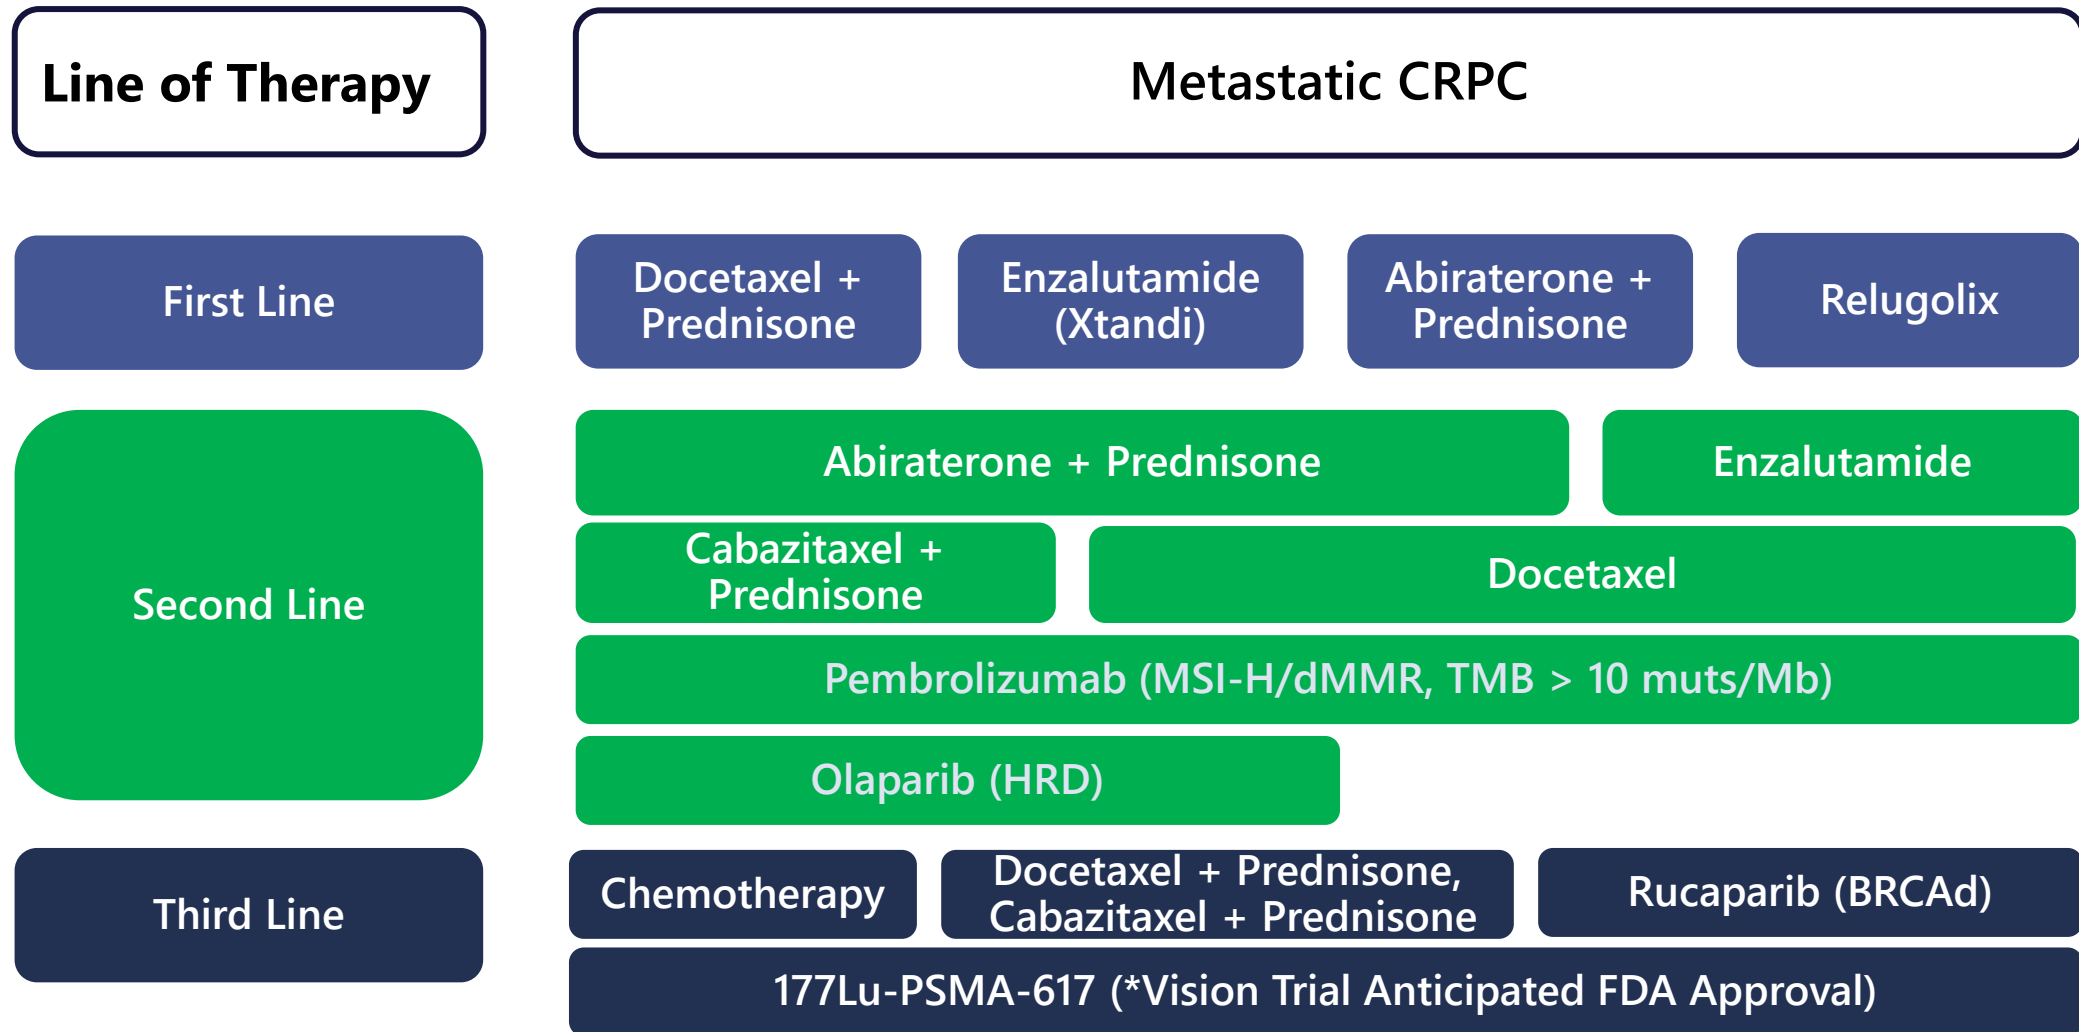 Line of Therapy
Metastatic CRPC
First Line
Docetaxel +
Prednisone
Enzalutamide
(Xtandi)
Abiraterone +
Prednisone
Relugolix
Second Line
Abiraterone + Prednisone
Enzalutamide
Cabazitaxel +
Prednisone
Docetaxel
Pembrolizumab (MSI-H/dMMR, TMB > 10 muts/Mb)
Olaparib (HRD)
Third Line
Chemotherapy
Docetaxel + Prednisone,
Cabazitaxel + Prednisone
Rucaparib (BRCAd)
177Lu-PSMA-617 (*Vision Trial Anticipated FDA Approval)